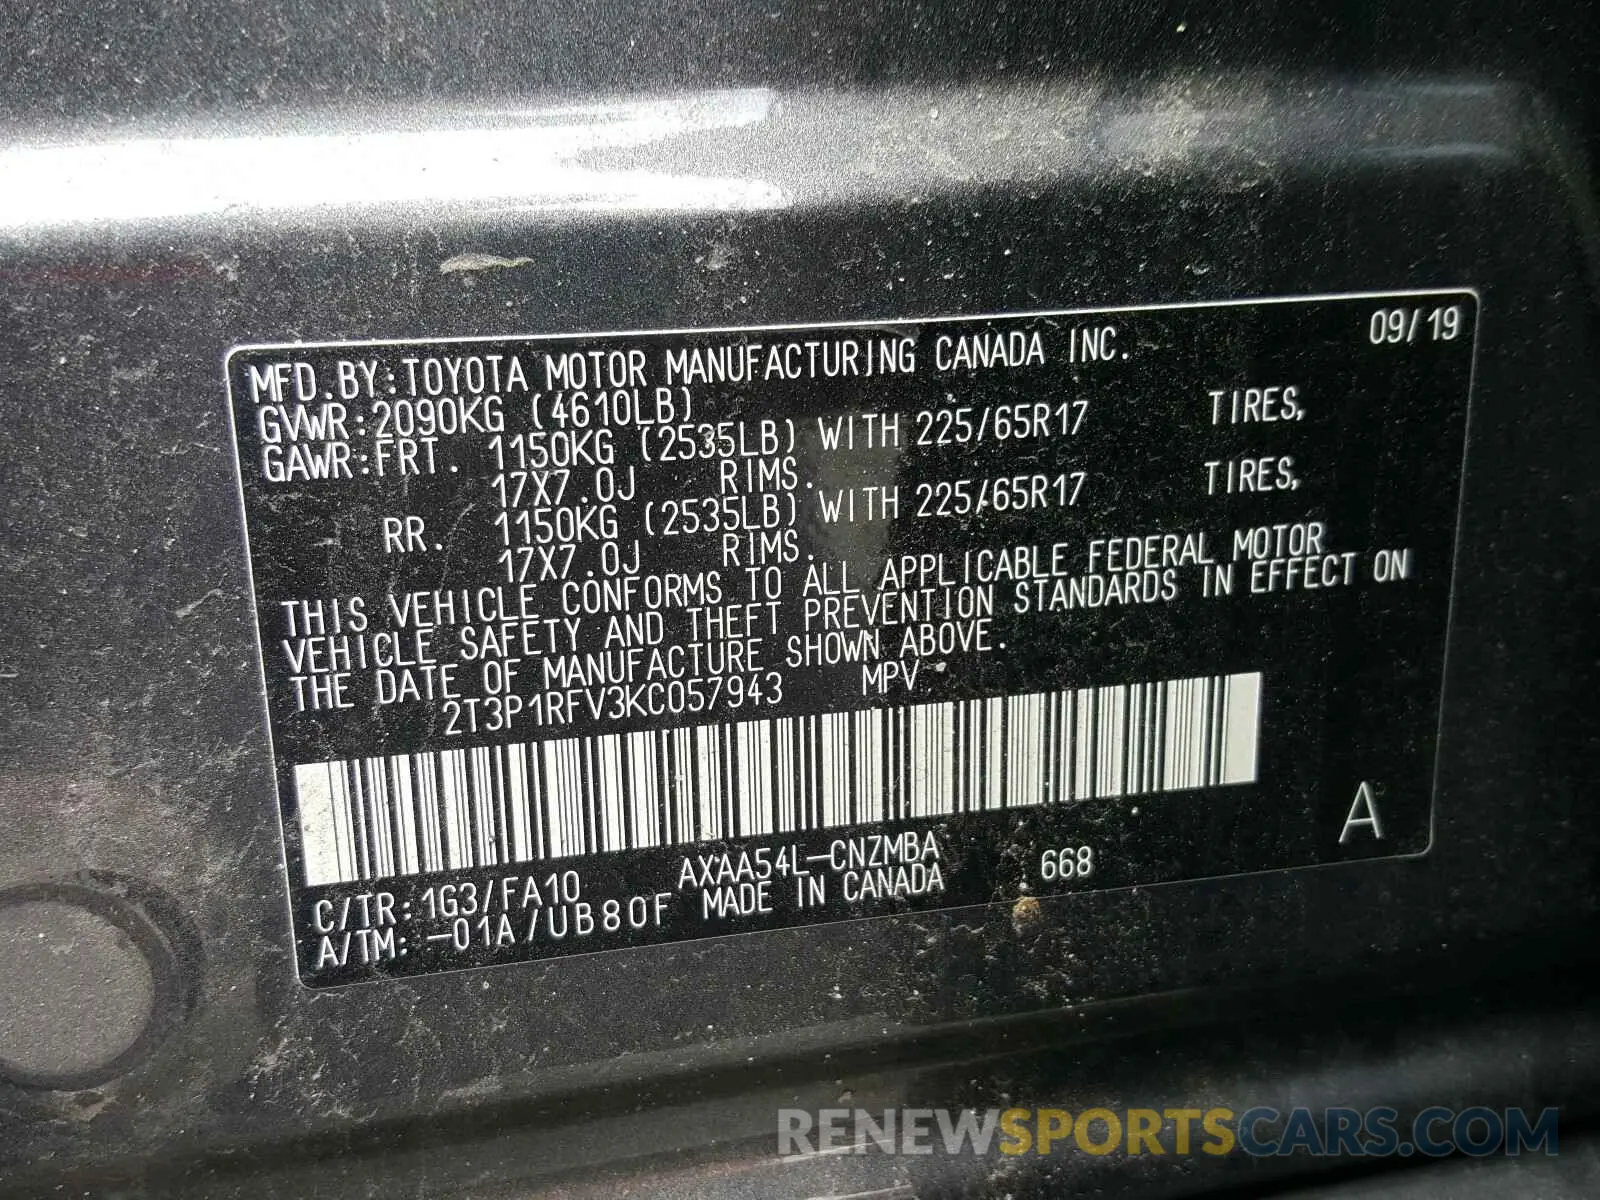 09/19
MFD.BY:TOYOTA MOTOR MANUFACTURING CANADA INC.
GVWR:2090KG (4610LB)
GAWR:FRT. 1150KG (2535LB) WITH 225/65R17 TIRES,
17X7.0J RIMS.
RR. 1150KG (2535LB) WITH 225/65R17 TIRES,
17X7.0J RIMS.
THIS VEHICLE CONFORMS TO ALL APPLICABLE FEDERAL MOTOR
VEHICLE SAFETY AND THEFT PREVENTION STANDARDS IN EFFECT ON
THE DATE OF MANUFACTURE SHOWN ABOVE.
2T3P1RFV3KC057943 MPV
A
AXAA54L-CNZMBA 668
C/TR:1G3/FA10 MADE IN CANADA
A/TM:-01A/UB80F
RENEWSPORTSCARS.COM